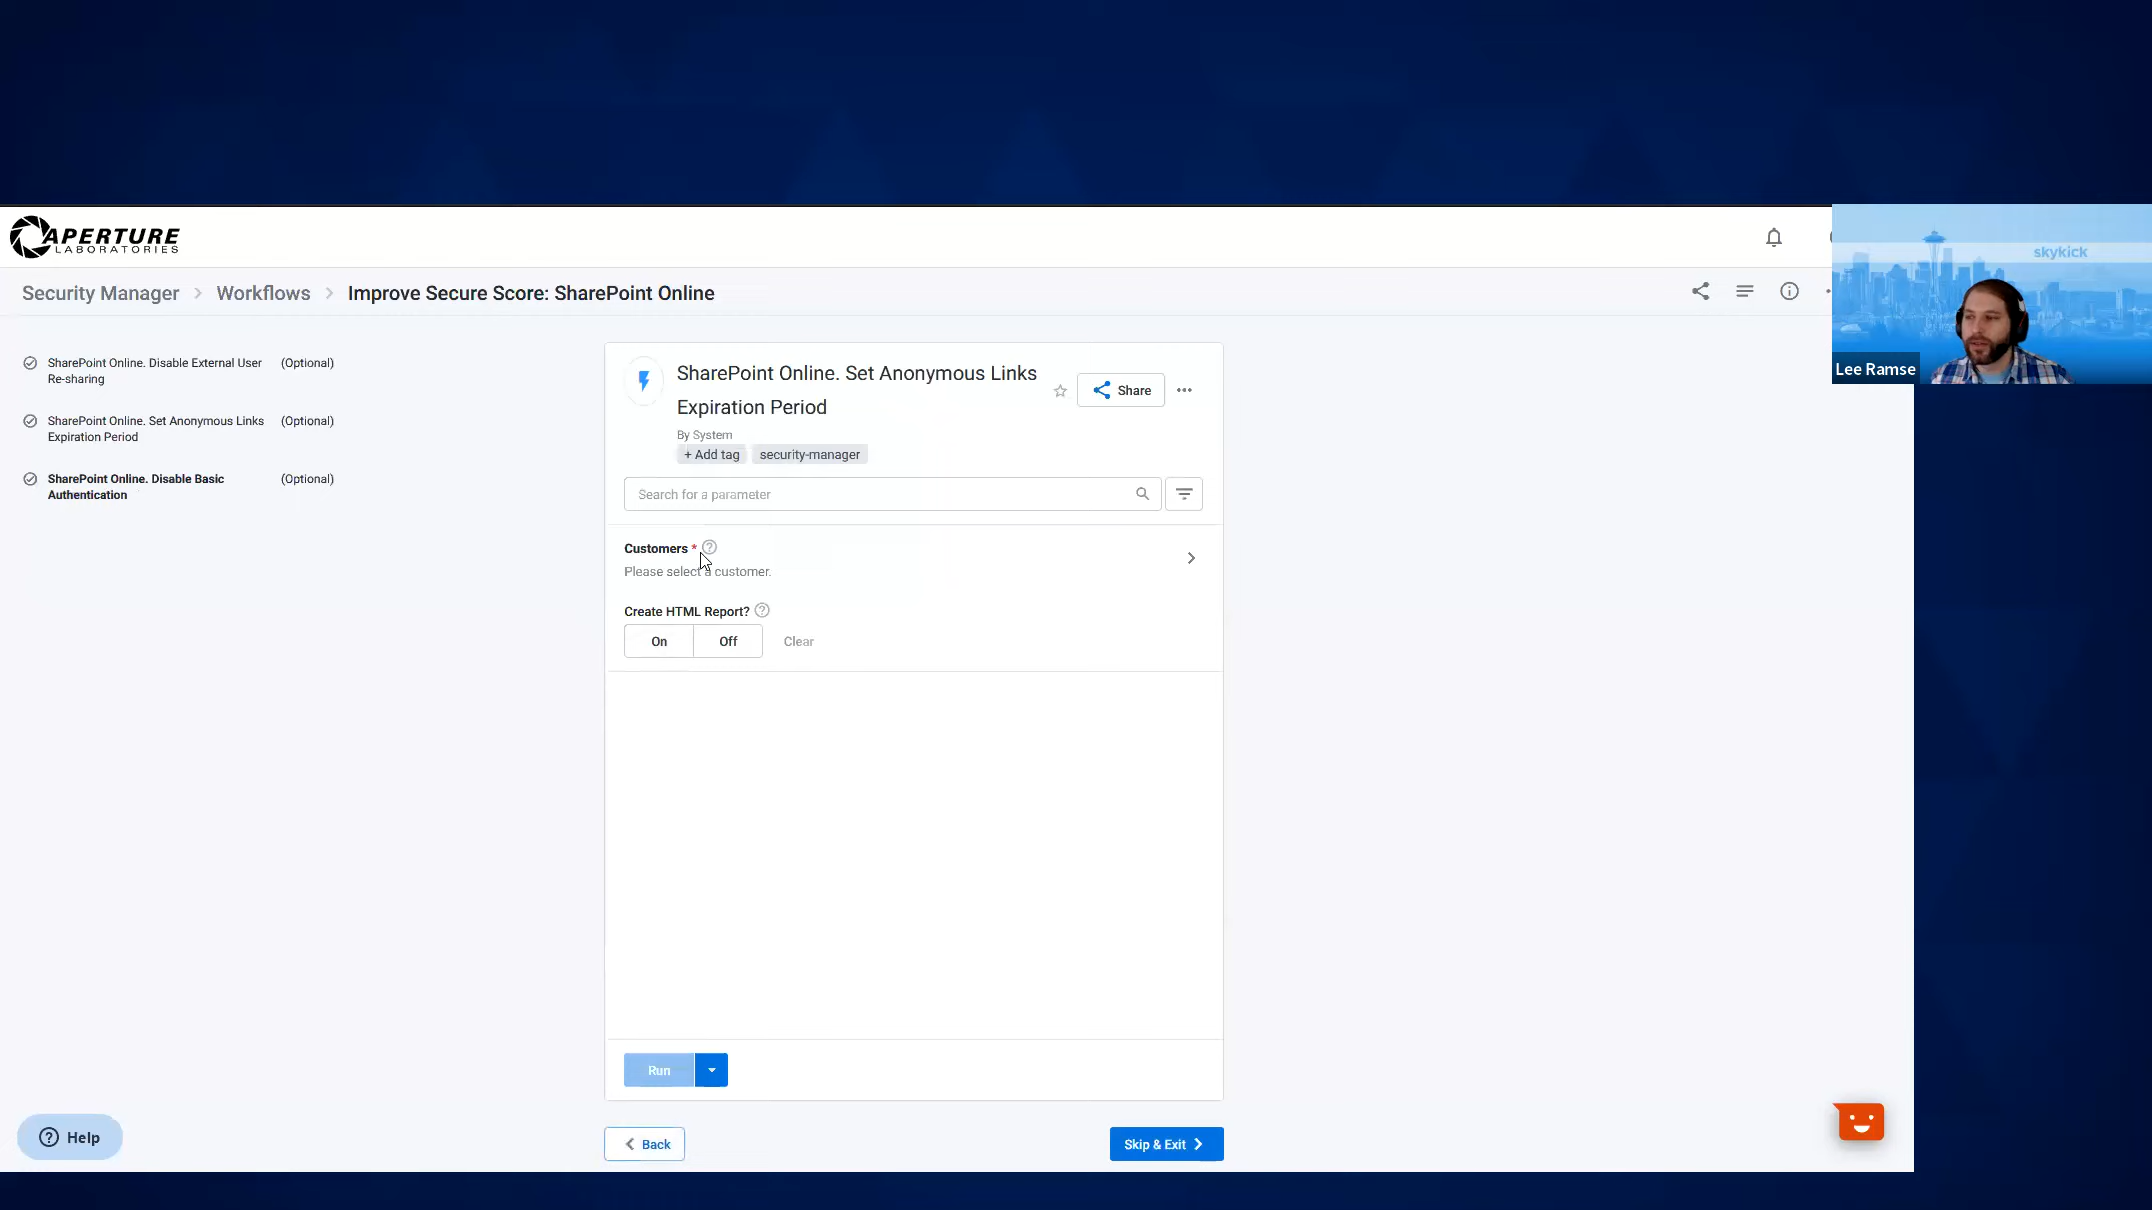 APERTURE
LABORATORIES
skykick
Lee Ramse
Security Manager > Workflows > Improve Secure Score: SharePoint Online
SharePoint Online. Disable External User
Re-sharing
(Optional)
SharePoint Online. Set Anonymous Links
Expiration Period
(Optional)
SharePoint Online. Disable Basic
Authentication
(Optional)
SharePoint Online. Set Anonymous Links
Expiration Period
Share
By System
+ Add tag
security-manager
Search for a parameter
Customers *
Please select a customer.
Create HTML Report?
On
Off
Clear
Run
Back
Skip & Exit
Help